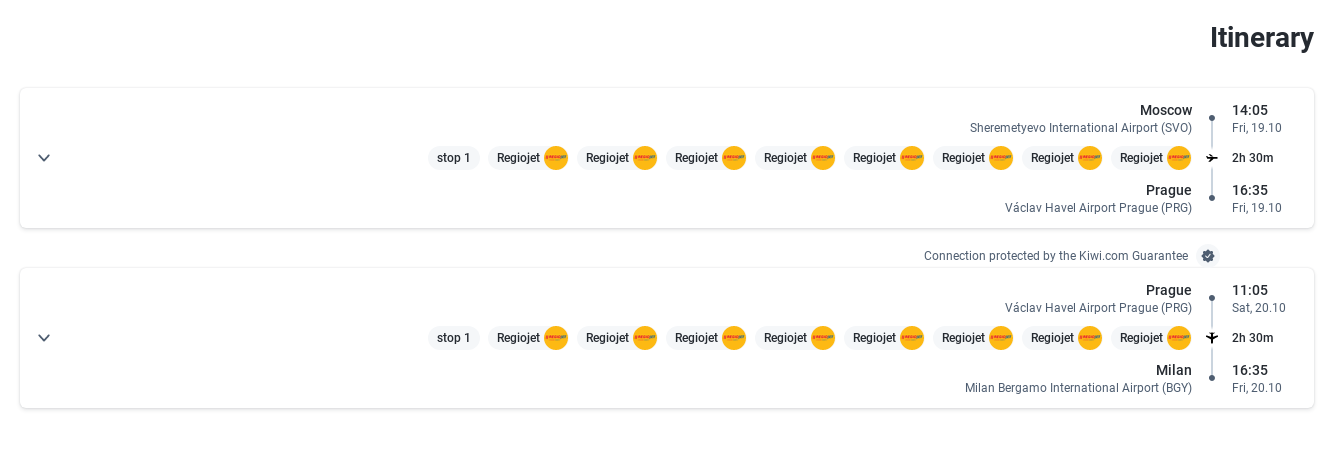 Itinerary
14:05 Moscow
Fri, 19.10 Sheremetyevo International Airport (SVO)
2h 30m Regiojet Regiojet Regiojet Regiojet Regiojet Regiojet Regiojet Regiojet stop 1
16:35 Prague
Fri, 19.10 Václav Havel Airport Prague (PRG)
Connection protected by the Kiwi.com Guarantee
11:05 Prague
Sat, 20.10 Václav Havel Airport Prague (PRG)
2h 30m Regiojet Regiojet Regiojet Regiojet Regiojet Regiojet Regiojet Regiojet stop 1
16:35 Milan
Fri, 20.10 Milan Bergamo International Airport (BGY)